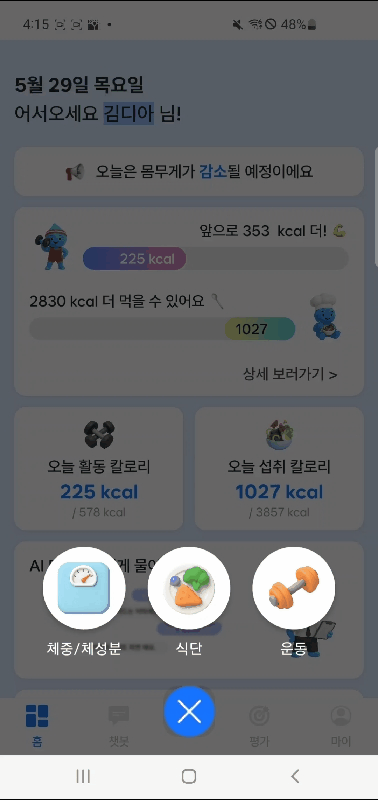 4:15
48%
5월 29일 목요일
어서오세요 김디아 님!
오늘은 몸무게가 감소될 예정이에요
앞으로 353 kcal 더!
225 kcal
2830 kcal 더 먹을 수 있어요
1027
상세 보러가기 >
오늘 활동 칼로리
225 kcal
/ 578 kcal
오늘 섭취 칼로리
1027 kcal
/ 3857 kcal
AI
체중/체성분
식단
운동
홈
챗봇
평가
마이